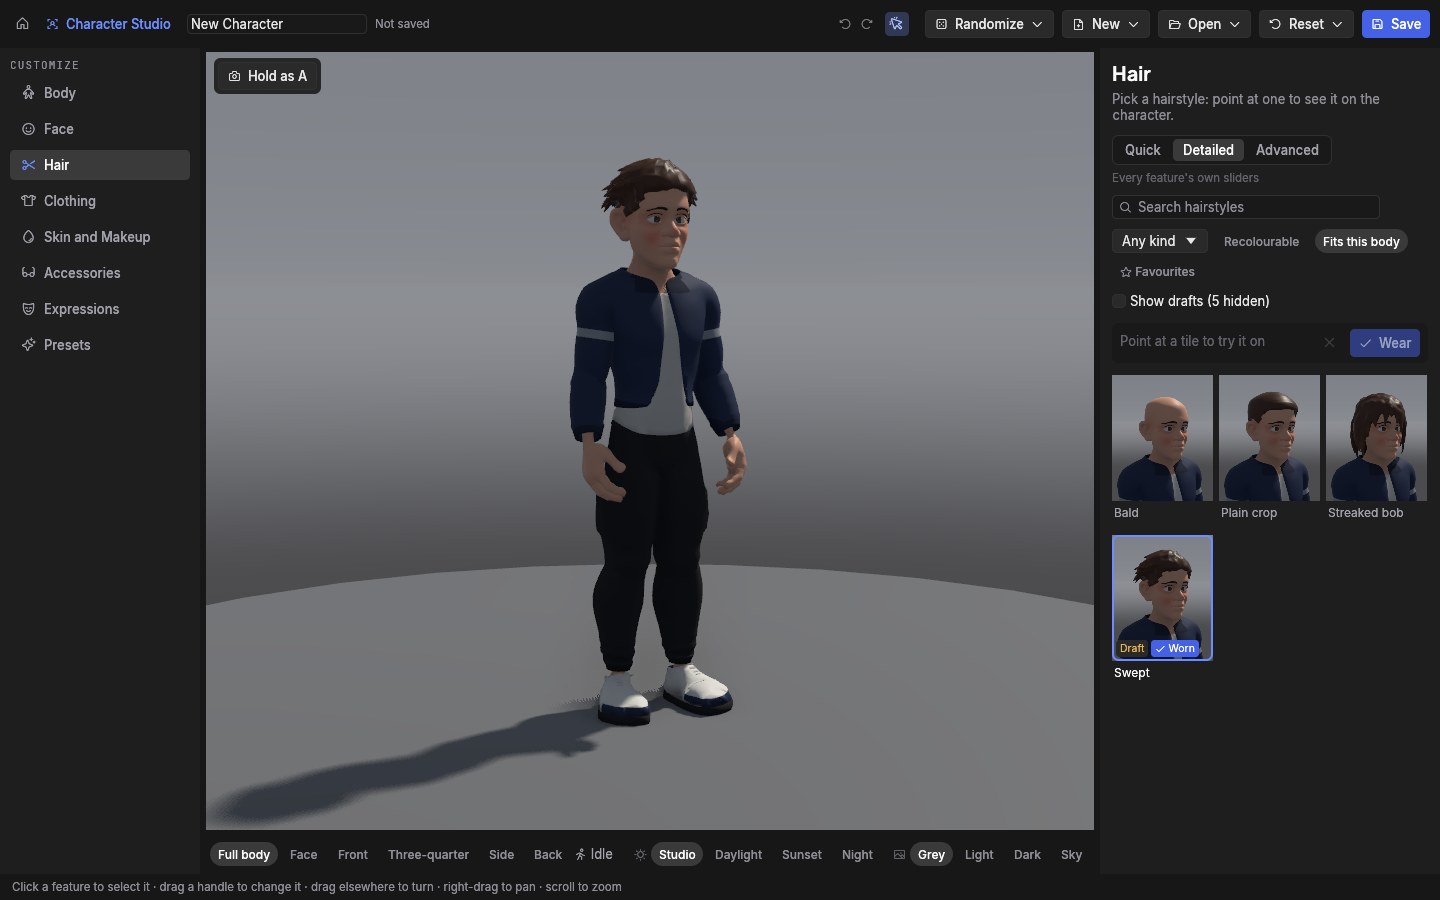 Character Studio
New Character
Not saved
Randomize
New
Open
Reset
Save
CUSTOMIZE
Body
Face
Hair
Clothing
Skin and Makeup
Accessories
Expressions
Presets
Hold as A
Hair
Pick a hairstyle: point at one to see it on the
character.
Quick Detailed Advanced
Every feature's own sliders
Search hairstyles
Any kind Recolourable Fits this body
Favourites
Show drafts (5 hidden)
Point at a tile to try it on
Wear
Bald
Plain crop
Streaked bob
Draft
Worn
Swept
Full body Face Front Three-quarter Side Back Idle Studio Daylight Sunset Night Grey Light Dark Sky
Click a feature to select it · drag a handle to change it · drag elsewhere to turn · right-drag to pan · scroll to zoom